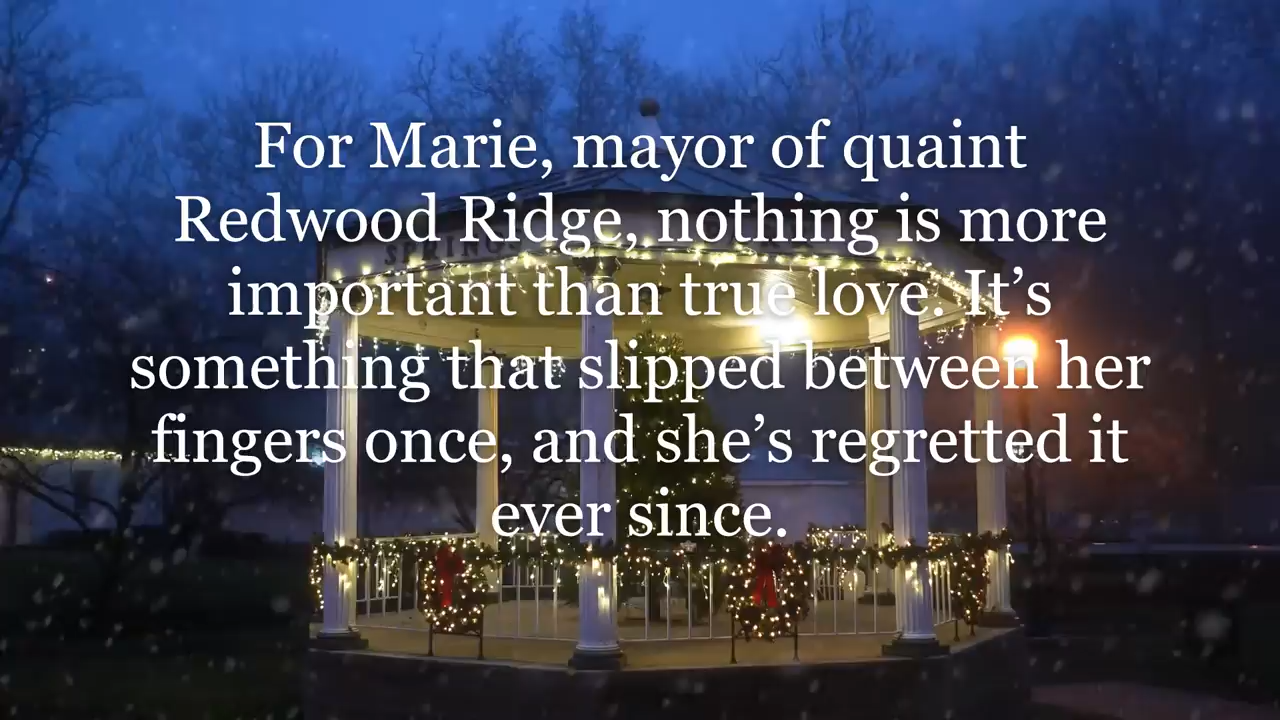 For Marie, mayor of quaint
Redwood Ridge, nothing is more
important than true love. It’s
something that slipped between her
fingers once, and she’s regretted it
ever since.